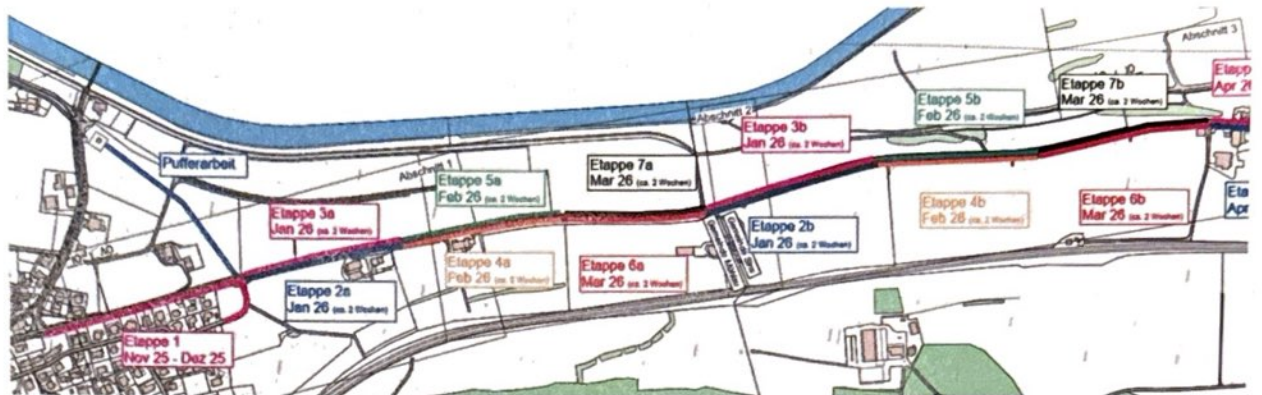 Abschnitt 3
Etappe 7b
Mar 26 (ca. 2 Wochen)
Apr 26
Etappe 5b
Feb 26 (ca. 2 Wochen)
Abschnitt 2
Etappe 3b
Jan 26 (ca. 2 Wochen)
Pufferarbeit
Abschnitt 1
Etappe 7a
Mar 26 (ca. 2 Wochen)
Etappe 5a
Feb 26 (ca. 2 Wochen)
Etappe 3a
Jan 26 (ca. 2 Wochen)
Etappe 4b
Feb 26 (ca. 2 Wochen)
Etappe 6b
Mar 26 (ca. 2 Wochen)
Apr
Etappe 2b
Jan 26 (ca. 2 Wochen)
Etappe 4a
Feb 26 (ca. 2 Wochen)
Etappe 6a
Mar 26 (ca. 2 Wochen)
Etappe 2a
Jan 26 (ca. 2 Wochen)
Etappe 1
Nov 25 - Dez 25